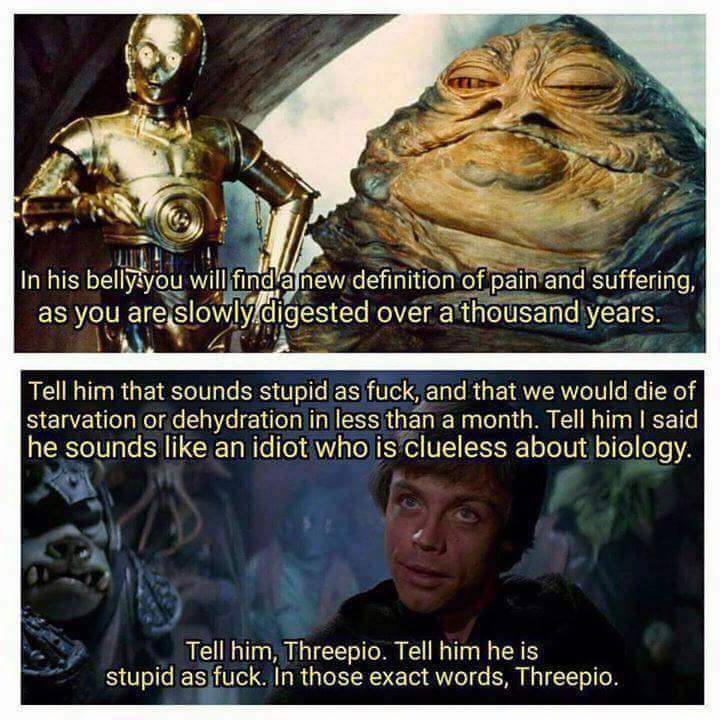 In his belly you will find a new definition of pain and suffering,
as you are slowly digested over a thousand years.
Tell him that sounds stupid as fuck, and that we would die of
starvation or dehydration in less than a month. Tell him I said
he sounds like an idiot who is clueless about biology.
Tell him, Threepio. Tell him he is
stupid as fuck. In those exact words, Threepio.